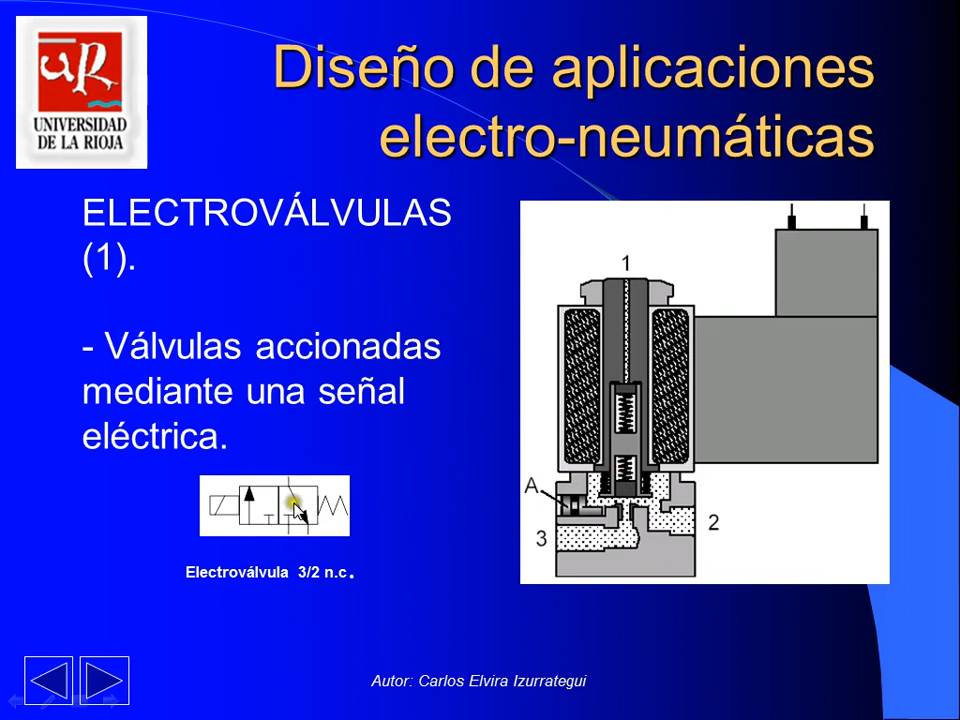 UNIVERSIDAD
DE LA RIOJA
Diseño de aplicaciones
electro-neumáticas
ELECTROVÁLVULAS
(1).
- Válvulas accionadas
mediante una señal
eléctrica.
Electroválvula 3/2 n.c.
1
A
3
2
Autor: Carlos Elvira Izurrategui